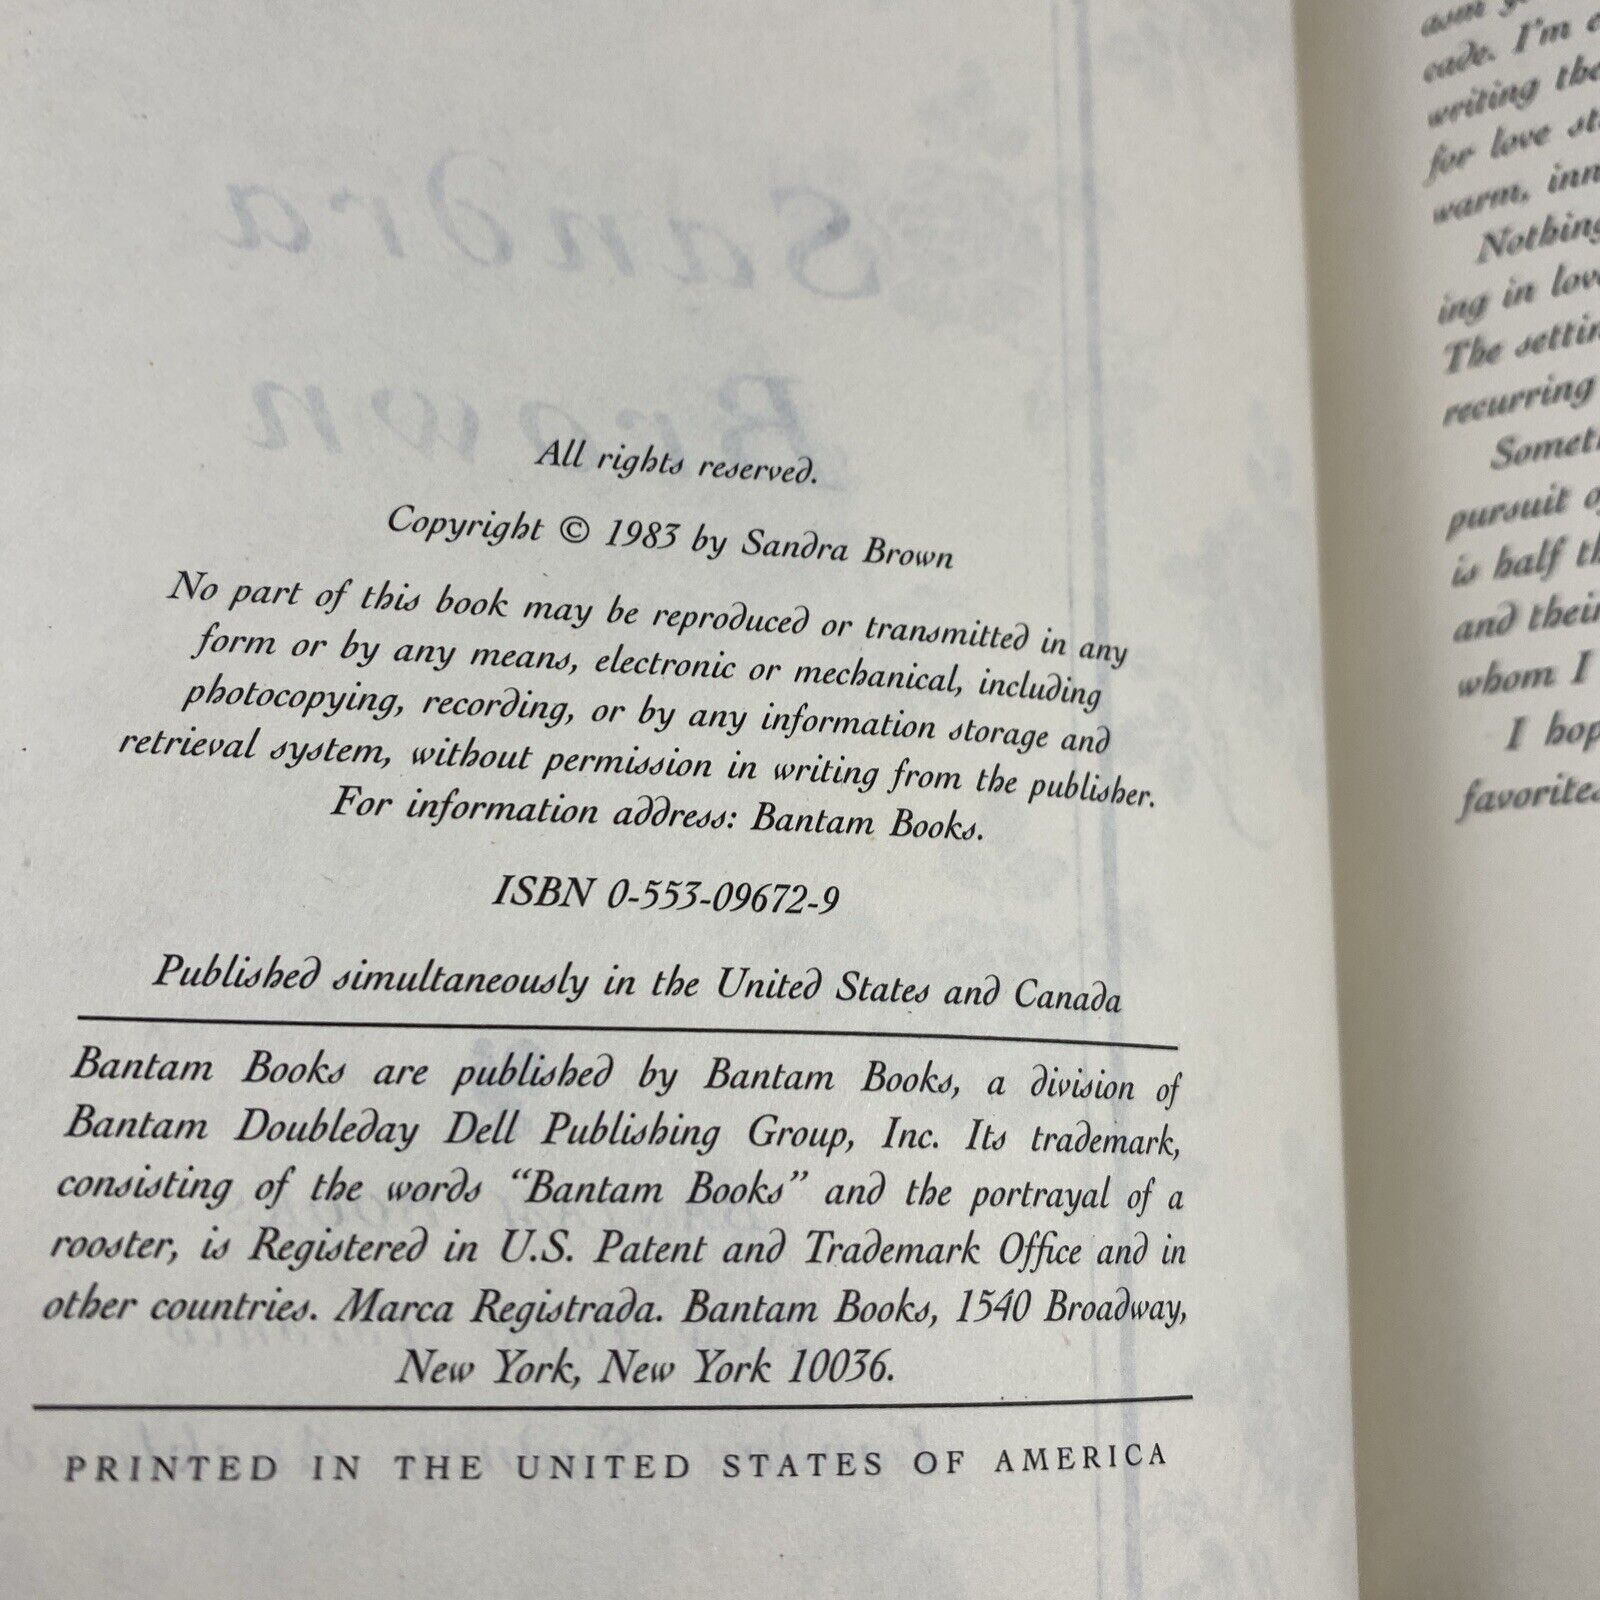 Sandra
Brown
All rights reserved.
Copyright © 1983 by Sandra Brown
No part of this book may be reproduced or transmitted in any
form or by any means, electronic or mechanical, including
photocopying, recording, or by any information storage and
retrieval system, without permission in writing from the publisher.
For information address: Bantam Books.
ISBN 0-553-09672-9
Published simultaneously in the United States and Canada
Bantam Books are published by Bantam Books, a division of
Bantam Doubleday Dell Publishing Group, Inc. Its trademark,
consisting of the words “Bantam Books” and the portrayal of a
rooster, is Registered in U.S. Patent and Trademark Office and in
other countries. Marca Registrada. Bantam Books, 1540 Broadway,
New York, New York 10036.
PRINTED IN THE UNITED STATES OF AMERICA
cade. I'm
writing the
for love
warm,
Nothing
ing in
The
recurring
pursuit
is half
and their
whom I
I
favorites